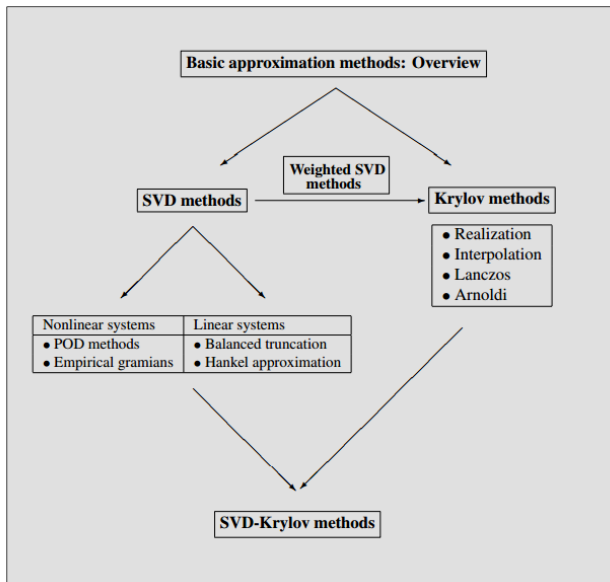 Basic approximation methods: Overview
Weighted SVD
methods
SVD methods
Krylov methods
• Realization
• Interpolation
• Lanczos
• Arnoldi
Nonlinear systems
• POD methods
• Empirical gramians
Linear systems
• Balanced truncation
• Hankel approximation
SVD-Krylov methods